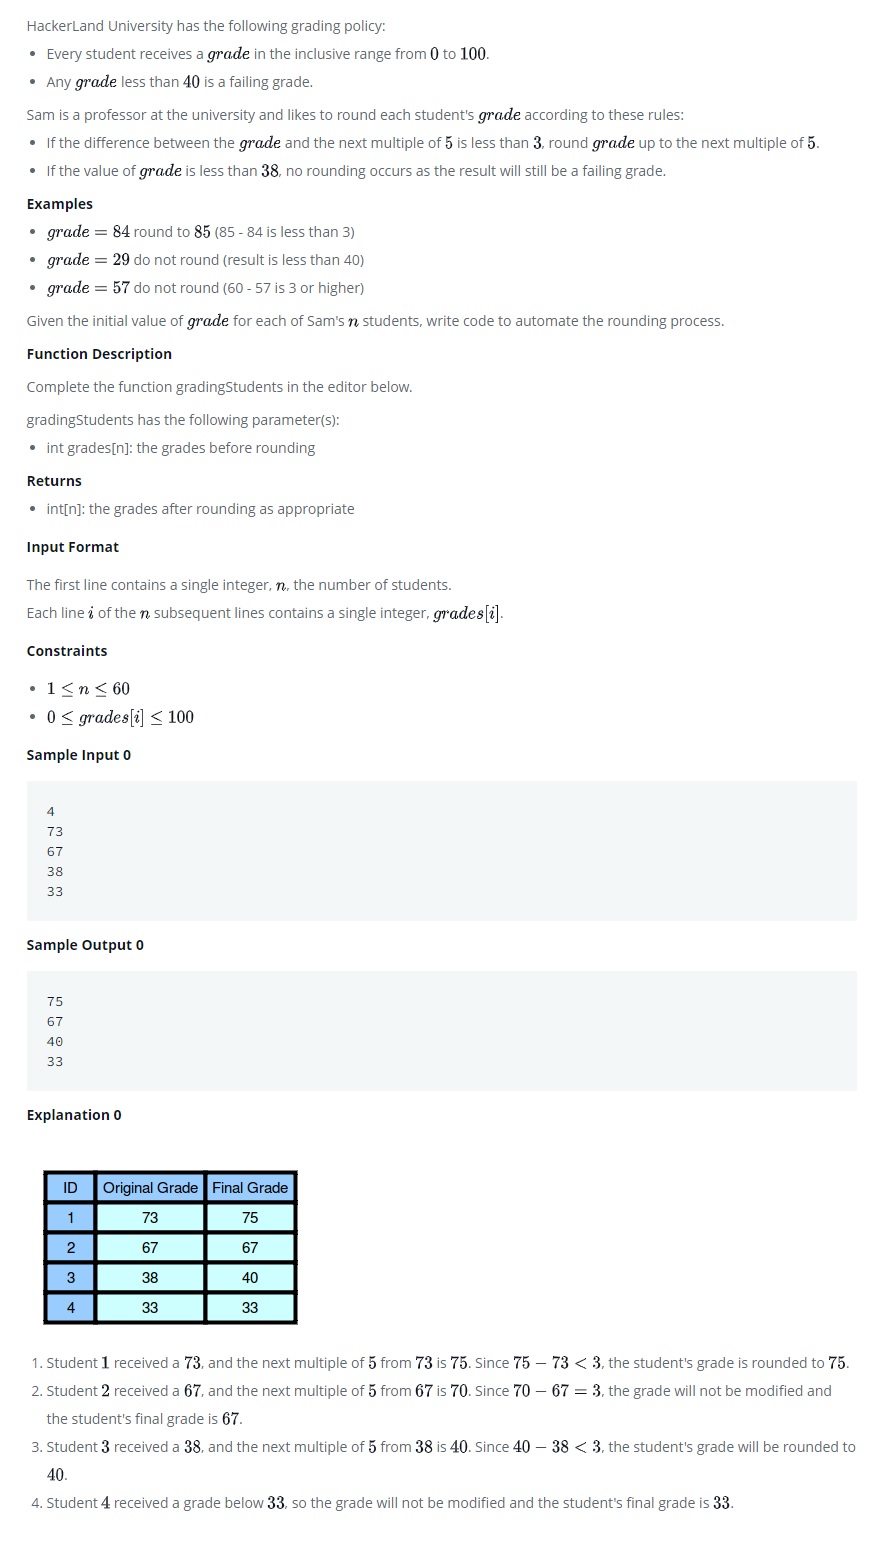 HackerLand University has the following grading policy:
• Every student receives a grade in the inclusive range from 0 to 100.
• Any grade less than 40 is a failing grade.
Sam is a professor at the university and likes to round each student's grade according to these rules:
• If the difference between the grade and the next multiple of 5 is less than 3, round grade up to the next multiple of 5.
• If the value of grade is less than 38, no rounding occurs as the result will still be a failing grade.
Examples
• grade = 84 round to 85 (85 - 84 is less than 3)
• grade = 29 do not round (result is less than 40)
• grade = 57 do not round (60 - 57 is 3 or higher)
Given the initial value of grade for each of Sam's n students, write code to automate the rounding process.
Function Description
Complete the function gradingStudents in the editor below.
gradingStudents has the following parameter(s):
• int grades[n]: the grades before rounding
Returns
• int[n]: the grades after rounding as appropriate
Input Format
The first line contains a single integer, n, the number of students.
Each line i of the n subsequent lines contains a single integer, grades[i].
Constraints
• 1 ≤ n ≤ 60
• 0 ≤ grades[i] ≤ 100
Sample Input 0
4
73
67
38
33
Sample Output 0
75
67
40
33
Explanation 0
ID Original Grade Final Grade
1 73 75
2 67 67
3 38 40
4 33 33
1. Student 1 received a 73, and the next multiple of 5 from 73 is 75. Since 75 − 73 < 3, the student's grade is rounded to 75.
2. Student 2 received a 67, and the next multiple of 5 from 67 is 70. Since 70 − 67 = 3, the grade will not be modified and
the student's final grade is 67.
3. Student 3 received a 38, and the next multiple of 5 from 38 is 40. Since 40 − 38 < 3, the student's grade will be rounded to
40.
4. Student 4 received a grade below 33, so the grade will not be modified and the student's final grade is 33.